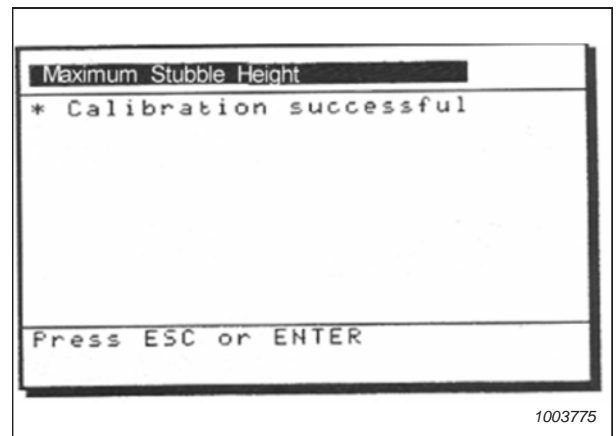 Maximum Stubble Height
* Calibration successful
Press ESC or ENTER
1003775